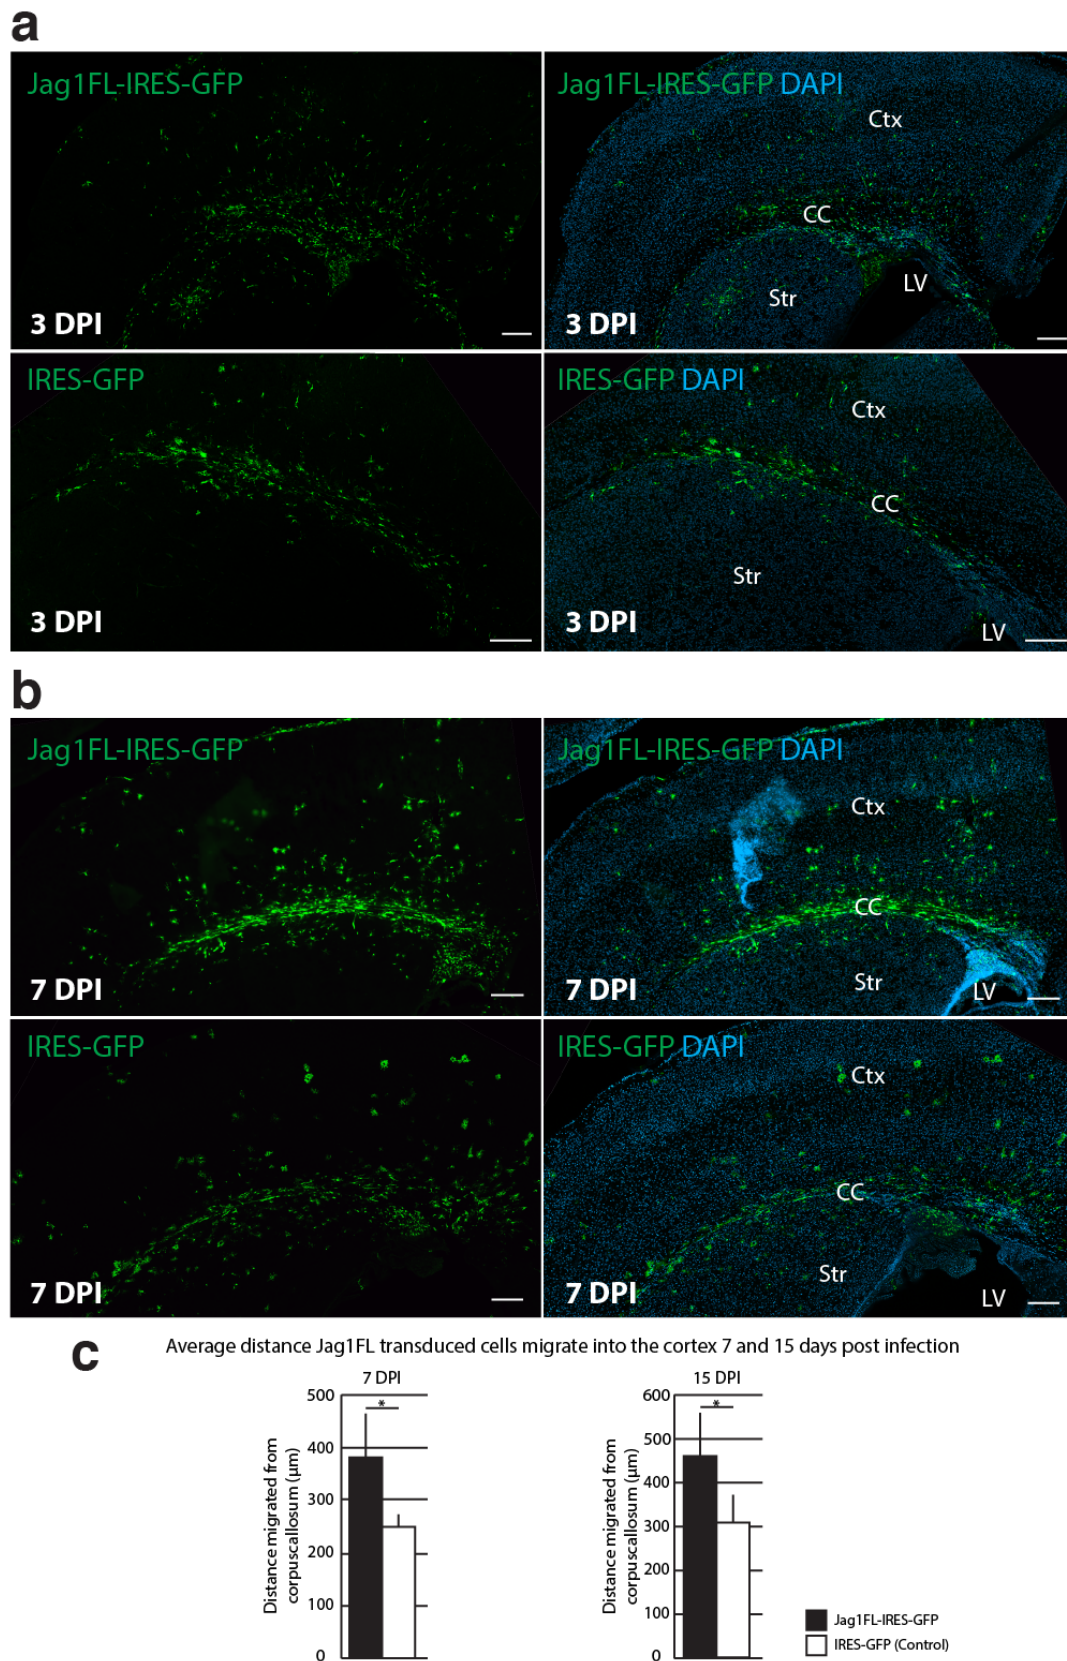 a
Jag1FL-IRES-GFP
Jag1FL-IRES-GFP DAPI
Ctx
CC
LV
Str
3 DPI
3 DPI
IRES-GFP
IRES-GFP DAPI
Ctx
CC
Str
LV
3 DPI
3 DPI
b
Jag1FL-IRES-GFP
Jag1FL-IRES-GFP DAPI
Ctx
CC
Str
LV
7 DPI
7 DPI
IRES-GFP
IRES-GFP DAPI
Ctx
CC
Str
LV
7 DPI
7 DPI
c
Average distance Jag1FL transduced cells migrate into the cortex 7 and 15 days post infection
7 DPI
Distance migrated from
corpuscallosum (µm)
500
400
300
200
100
0
*
15 DPI
Distance migrated from
corpuscallosum (µm)
600
500
400
300
200
100
0
*
Jag1FL-IRES-GFP
IRES-GFP (Control)